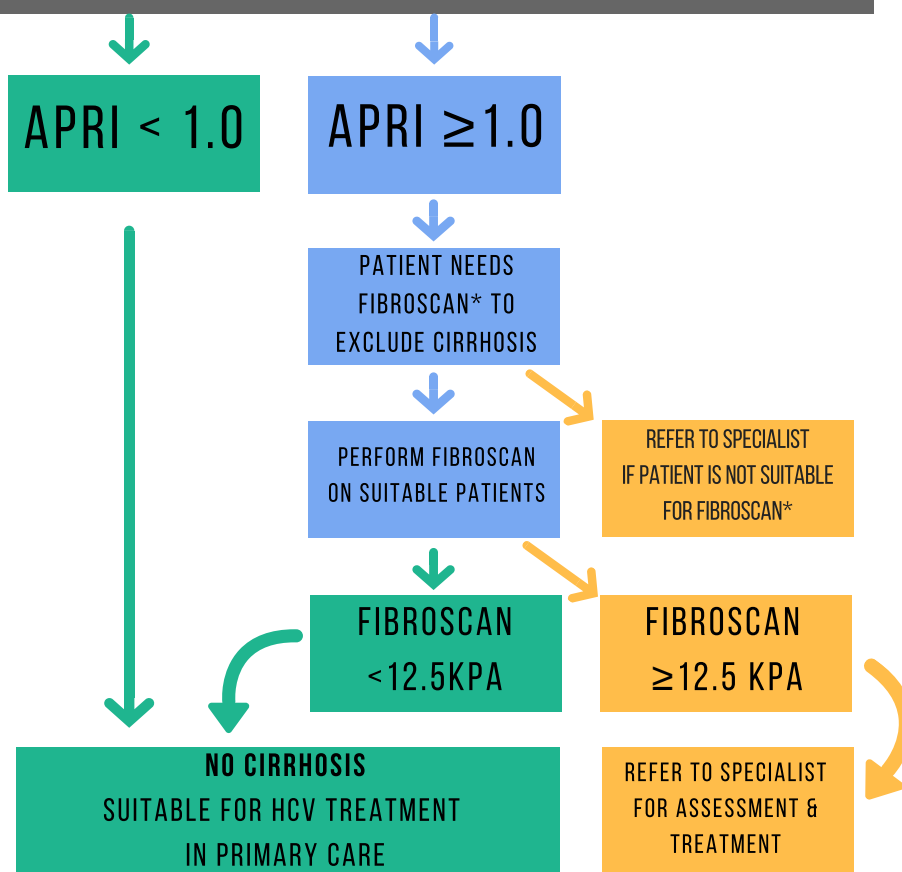 APRI < 1.0
APRI ≥1.0
PATIENT NEEDS
FIBROSCAN* TO
EXCLUDE CIRRHOSIS
PERFORM FIBROSCAN
ON SUITABLE PATIENTS
REFER TO SPECIALIST
IF PATIENT IS NOT SUITABLE
FOR FIBROSCAN*
FIBROSCAN
<12.5KPA
FIBROSCAN
≥12.5 KPA
NO CIRRHOSIS
SUITABLE FOR HCV TREATMENT
IN PRIMARY CARE
REFER TO SPECIALIST
FOR ASSESSMENT &
TREATMENT